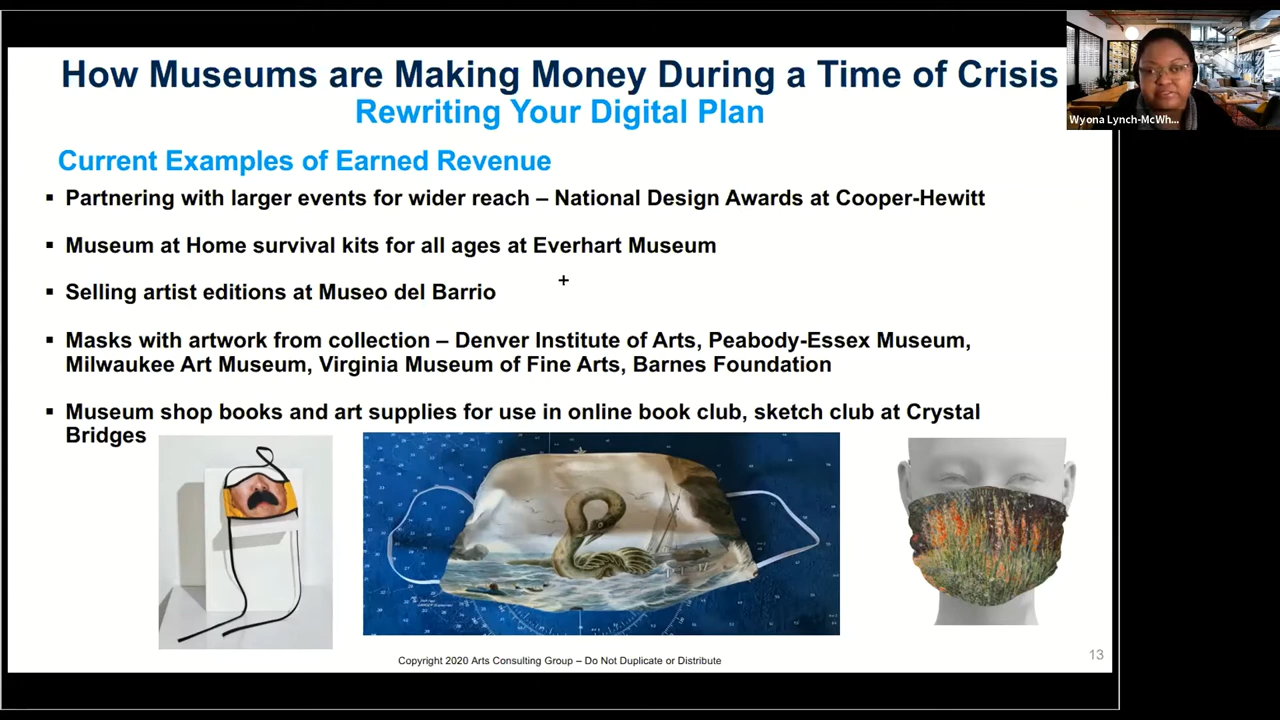 How Museums are Making Money During a Time of Crisis
Rewriting Your Digital Plan
Wyona Lynch-McWh...
Current Examples of Earned Revenue
▪ Partnering with larger events for wider reach – National Design Awards at Cooper-Hewitt
▪ Museum at Home survival kits for all ages at Everhart Museum
▪ Selling artist editions at Museo del Barrio
▪ Masks with artwork from collection – Denver Institute of Arts, Peabody-Essex Museum,
Milwaukee Art Museum, Virginia Museum of Fine Arts, Barnes Foundation
▪ Museum shop books and art supplies for use in online book club, sketch club at Crystal
Bridges
Copyright 2020 Arts Consulting Group – Do Not Duplicate or Distribute
13